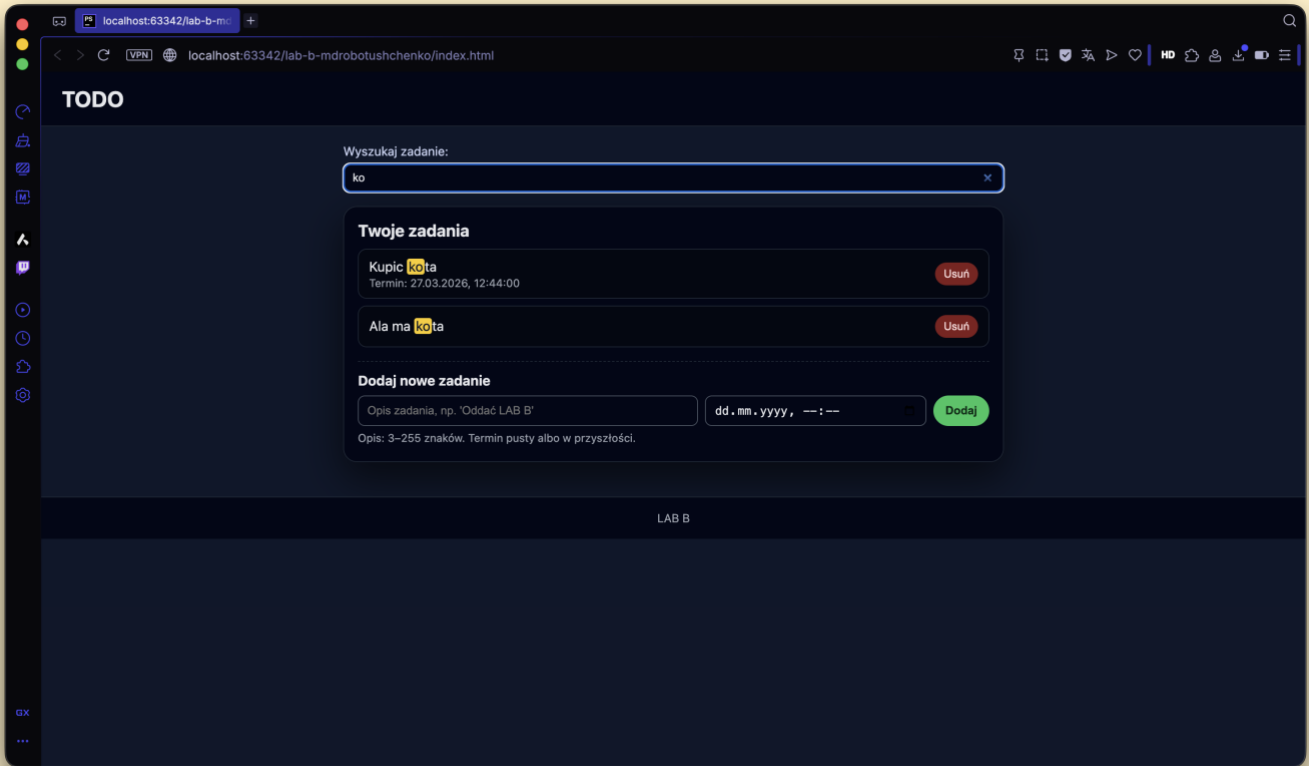 localhost:63342/lab-b-md
VPN localhost:63342/lab-b-mdrobotushchenko/index.html HD
TODO
Wyszukaj zadanie:
ko
Twoje zadania
Kupic kota
Termin: 27.03.2026, 12:44:00
Usuń
Ala ma kota
Usuń
Dodaj nowe zadanie
Opis zadania, np. 'Oddać LAB B'
dd.mm.yyyy, --:--
Dodaj
Opis: 3–255 znaków. Termin pusty albo w przyszłości.
LAB B
GX